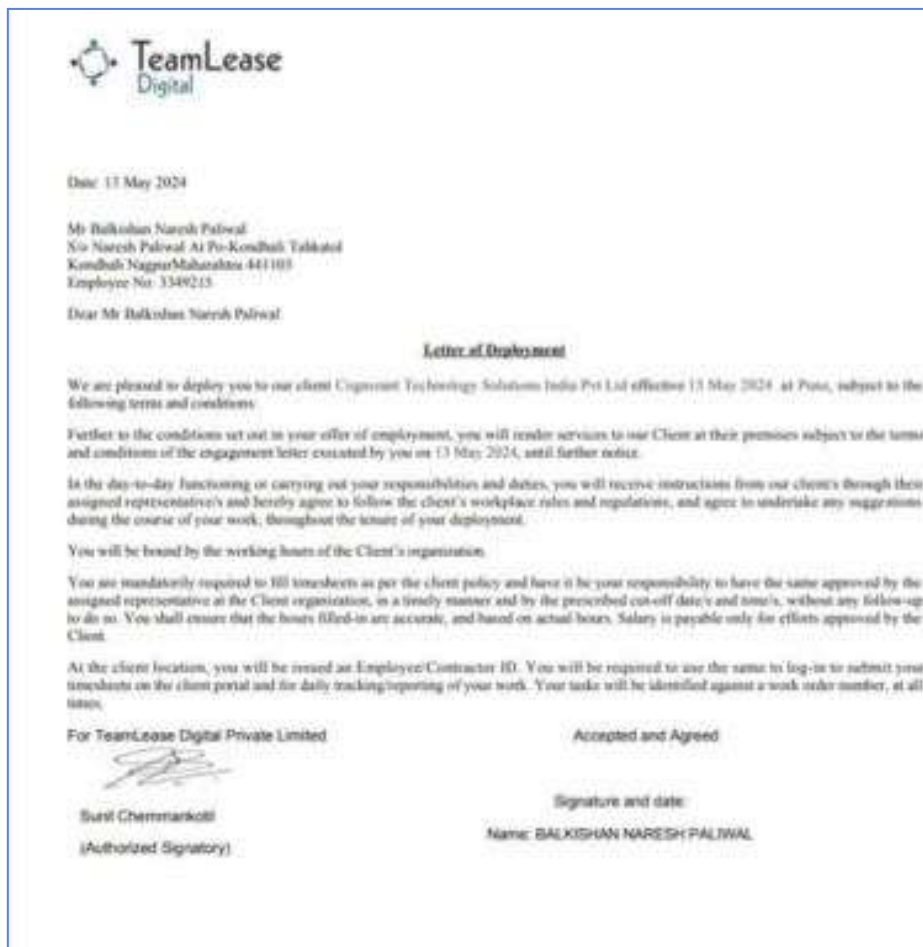 TeamLease
Digital
Date: 13 May 2024
Mr Balkishan Naresh Paliwal
S/o Naresh Paliwal At Po-Kondhali Talikatol
Kondhali NagpurMaharashtra 441103
Employee No: 3349215
Dear Mr Balkishan Naresh Paliwal
Letter of Deployment
We are pleased to deploy you to our client Cognizant Technology Solutions India Pvt Ltd effective 13 May 2024 at Pune, subject to the
following terms and conditions:
Further to the conditions set out in your offer of employment, you will render services to our Client at their premises subject to the terms
and conditions of the engagement letter executed by you on 13 May 2024, until further notice.
In the day-to-day functioning or carrying out your responsibilities and duties, you will receive instructions from our client/s through their
assigned representative/s and hereby agree to follow the client's workplace rules and regulations, and agree to undertake any suggestions
during the course of your work, throughout the tenure of your deployment.
You will be bound by the working hours of the Client's organization.
You are mandatorily required to fill timesheets as per the client policy and have it be your responsibility to have the same approved by the
assigned representative at the Client organization, in a timely manner and by the prescribed cut-off date/s and time/s, without any follow-up
to do so. You shall ensure that the hours filled-in are accurate, and based on actual hours. Salary is payable only for efforts approved by the
Client.
At the client location, you will be issued an Employee/Contractor ID. You will be required to use the same to log-in to submit your
timesheets on the client portal and for daily tracking/reporting of your work. Your tasks will be identified against a work order number, at all
times.
For TeamLease Digital Private Limited
Accepted and Agreed
Sunil Chemmankotil
(Authorized Signatory)
Signature and date:
Name: BALKISHAN NARESH PALIWAL